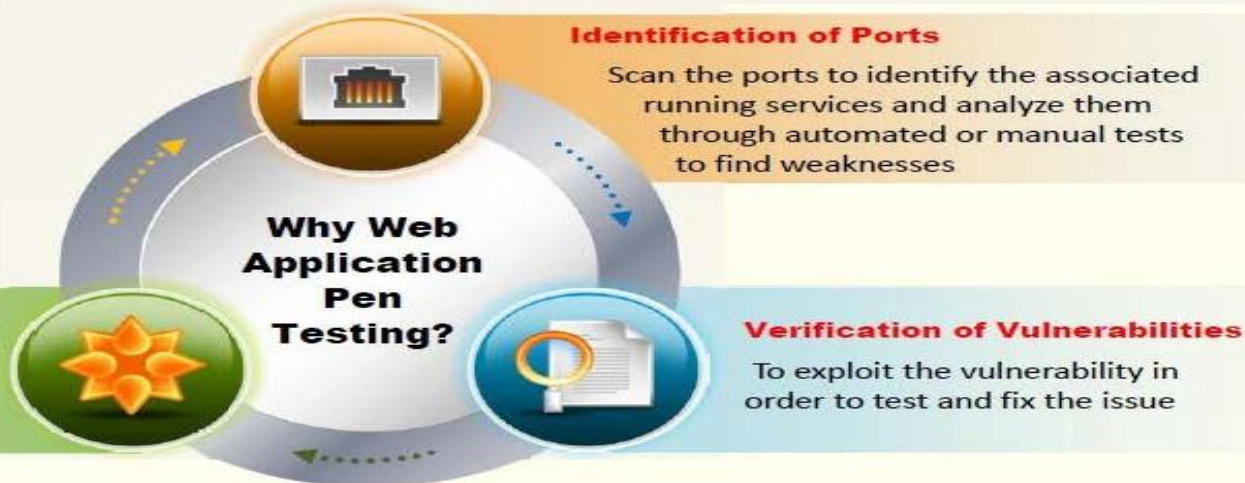 Identification of Ports
Scan the ports to identify the associated
running services and analyze them
through automated or manual tests
to find weaknesses
Why Web
Application
Pen
Testing?
Verification of Vulnerabilities
To exploit the vulnerability in
order to test and fix the issue